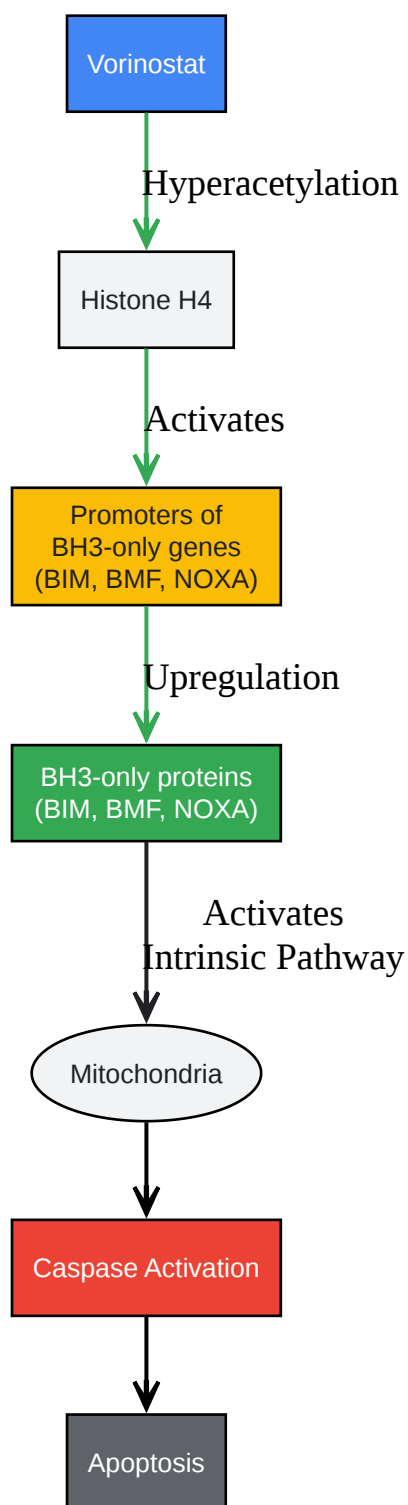 Vorinostat
Hyperacetylation
Histone H4
Activates
Promoters of
BH3-only genes
(BIM, BMF, NOXA)
Upregulation
BH3-only proteins
(BIM, BMF, NOXA)
Activates
Intrinsic Pathway
Mitochondria
Caspase Activation
Apoptosis